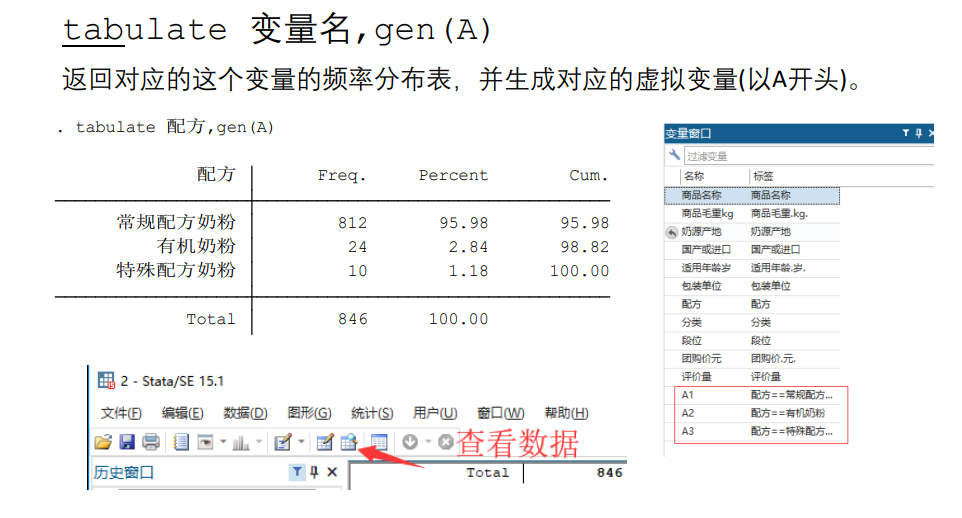 tabulate 变量名,gen(A)
返回对应的这个变量的频率分布表，并生成对应的虚拟变量(以A开头)。
. tabulate 配方,gen(A)
配方 Freq. Percent Cum.
常规配方奶粉 812 95.98 95.98
有机奶粉 24 2.84 98.82
特殊配方奶粉 10 1.18 100.00
Total 846 100.00
变量窗口
过滤变量
名称 标签
商品名称 商品名称
商品毛重kg 商品毛重.kg.
奶源产地 奶源产地
国产或进口 国产或进口
适用年龄岁 适用年龄.岁.
包装单位 包装单位
配方 配方
分类 分类
段位 段位
团购价元 团购价.元.
评价量 评价量
A1 配方==常规配方...
A2 配方==有机奶粉
A3 配方==特殊配方...
2 - Stata/SE 15.1
文件(F) 编辑(E) 数据(D) 图形(G) 统计(S) 用户(U) 窗口(W) 帮助(H)
查看数据
历史窗口
Total 846